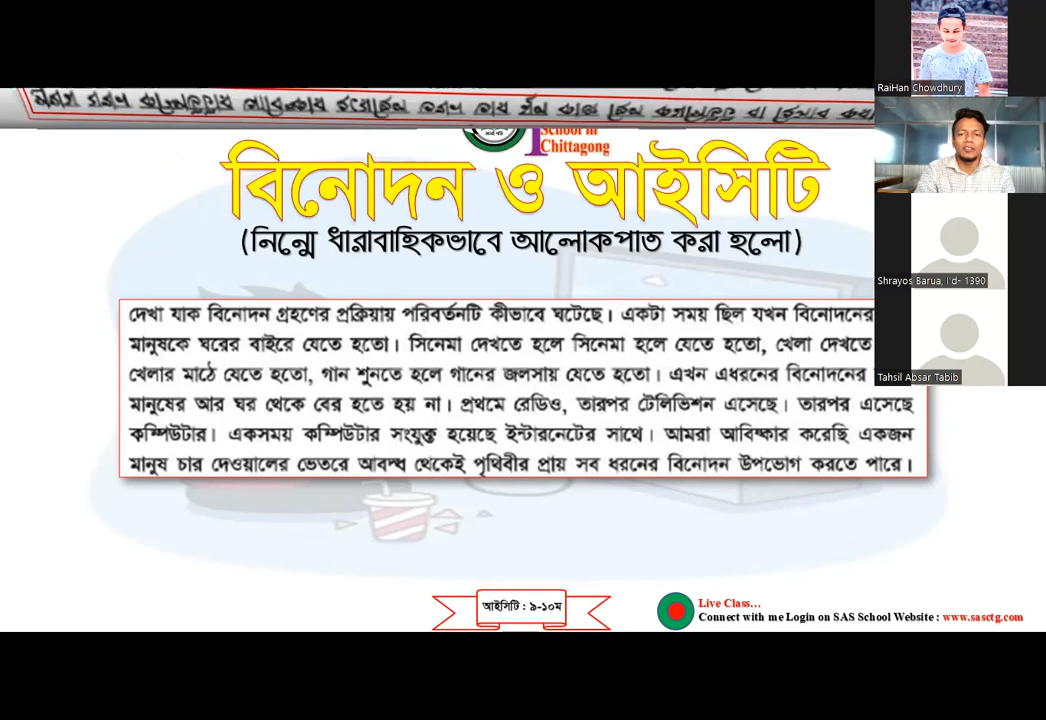 School in
Chittagong
বিনোদন ও আইসিটি
(নিম্নে ধারাবাহিকভাবে আলোকপাত করা হলো)
দেখা যাক বিনোদন গ্রহণের প্রক্রিয়ায় পরিবর্তনটি কীভাবে ঘটেছে। একটা সময় ছিল যখন বিনোদনের
মানুষকে ঘরের বাইরে যেতে হতো। সিনেমা দেখতে হলে সিনেমা হলে যেতে হতো, খেলা দেখতে
খেলার মাঠে যেতে হতো, গান শুনতে হলে গানের জলসায় যেতে হতো। এখন এধরনের বিনোদনের
মানুষের আর ঘর থেকে বের হতে হয় না। প্রথমে রেডিও, তারপর টেলিভিশন এসেছে। তারপর এসেছে
কম্পিউটার। একসময় কম্পিউটার সংযুক্ত হয়েছে ইন্টারনেটের সাথে। আমরা আবিষ্কার করেছি একজন
মানুষ চার দেওয়ালের ভেতরে আবদ্ধ থেকেই পৃথিবীর প্রায় সব ধরনের বিনোদন উপভোগ করতে পারে।
আইসিটি : ৯-১০ম
Live Class...
Connect with me Login on SAS School Website : www.sasctg.com
RaiHan Chowdhury
Shrayos Barua, I'd- 1390
Tahsil Absar Tabib